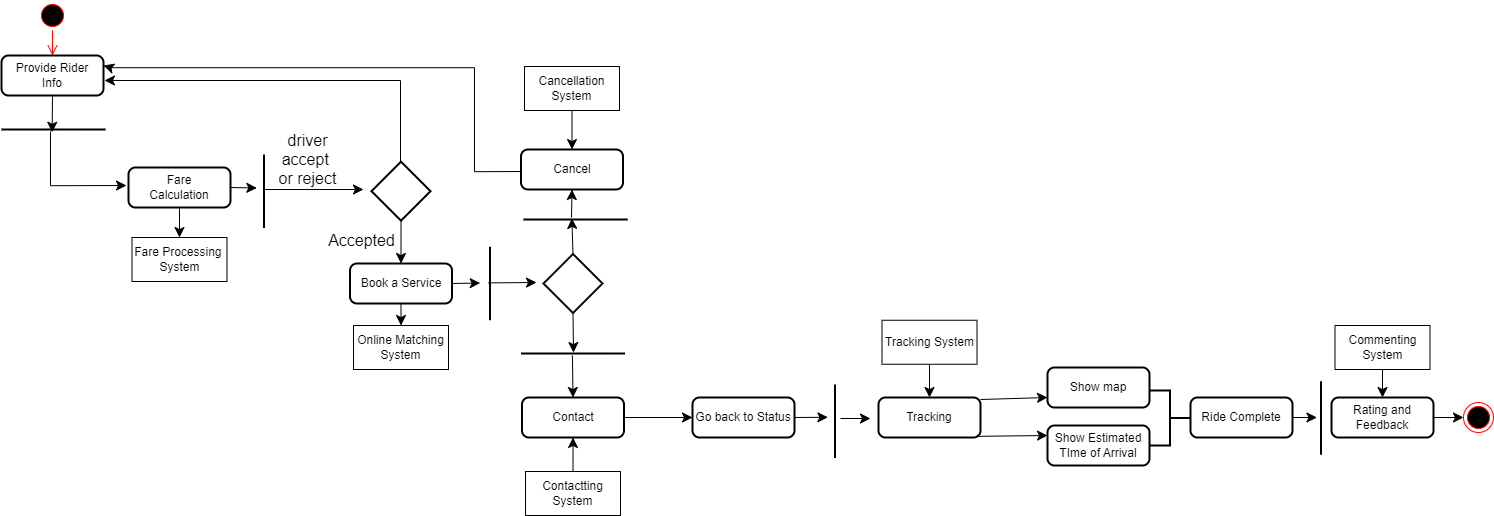 Provide Rider
Info
Cancellation
System
driver
accept
or reject
Cancel
Fare
Calculation
Accepted
Fare Processing
System
Book a Service
Online Matching
System
Tracking System
Commenting
System
Show map
Contact
Go back to Status
Tracking
Ride Complete
Rating and
Feedback
Show Estimated
TIme of Arrival
Contactting
System